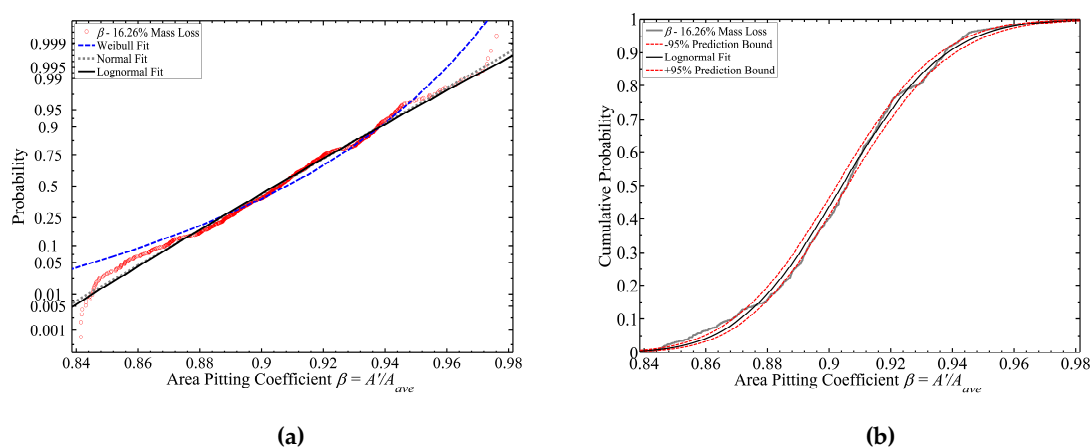 0.999
0.995
0.99
0.95
0.9
0.75
0.5
0.25
0.1
0.05
0.01
0.005
0.001
Probability
β - 16.26% Mass Loss
Weibull Fit
Normal Fit
Lognormal Fit
0.84 0.86 0.88 0.9 0.92 0.94 0.96 0.98
Area Pitting Coefficient β = A'/A_ave
(a)
1
0.9
0.8
0.7
0.6
0.5
0.4
0.3
0.2
0.1
0
Cumulative Probability
β - 16.26% Mass Loss
-95% Prediction Bound
Lognormal Fit
+95% Prediction Bound
0.84 0.86 0.88 0.9 0.92 0.94 0.96 0.98
Area Pitting Coefficient β = A'/A_ave
(b)